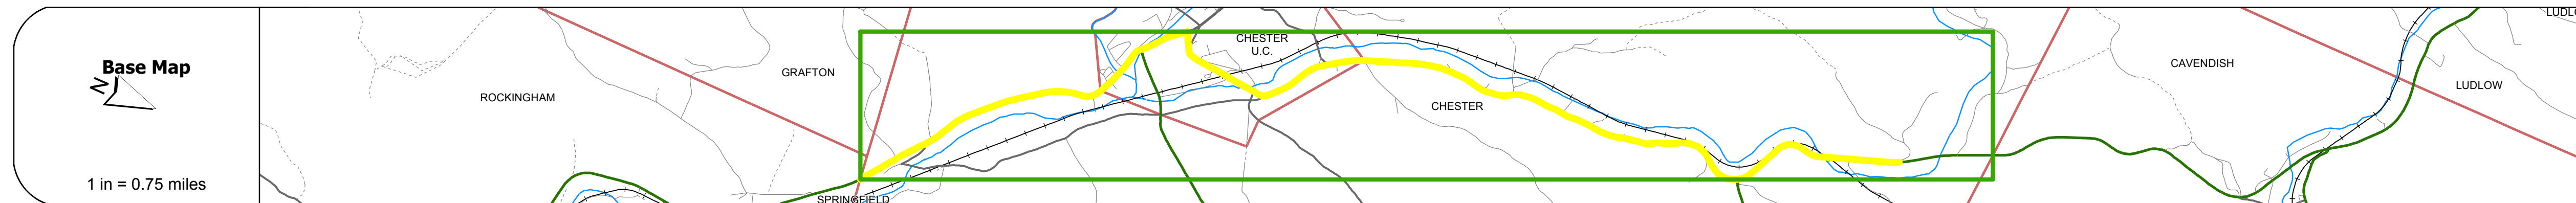 Base Map
N
1 in = 0.75 miles
ROCKINGHAM
GRAFTON
SPRINGFIELD
CHESTER
U.C.
CHESTER
CAVENDISH
LUDLOW